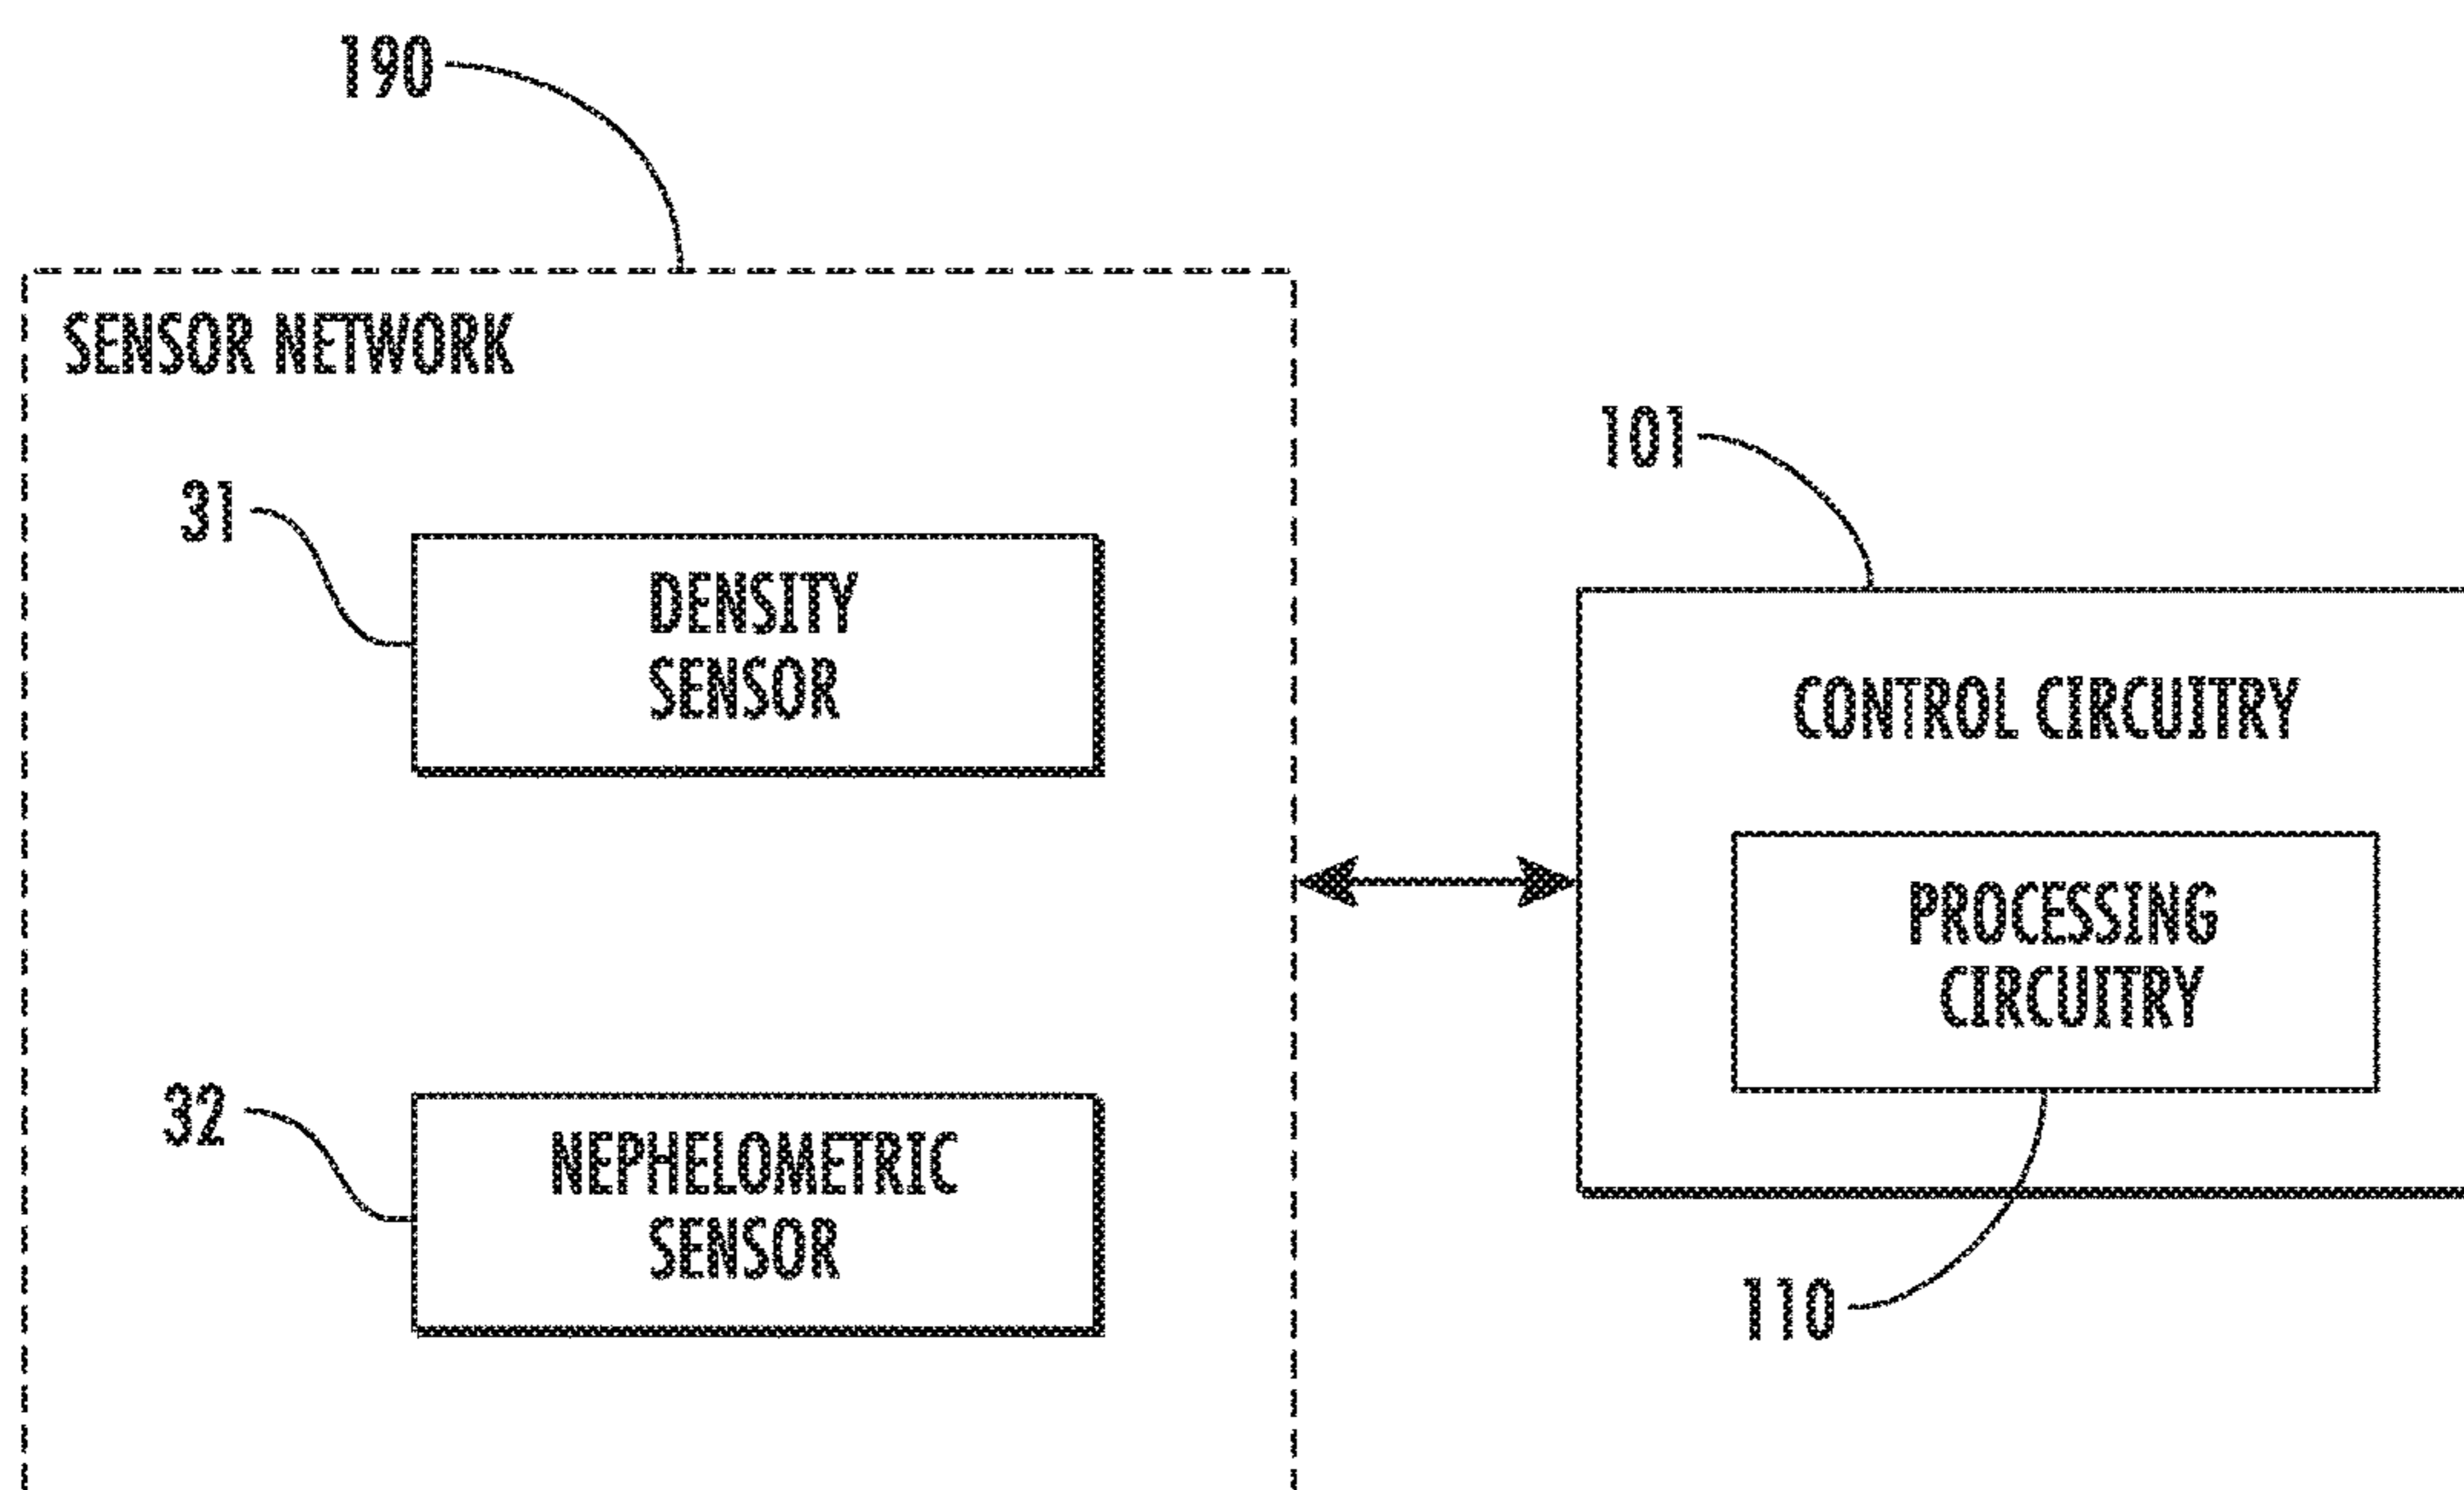 190
SENSOR NETWORK
31
DENSITY
SENSOR
32
NEPHELOMETRIC
SENSOR
101
CONTROL CIRCUITRY
PROCESSING
CIRCUITRY
110